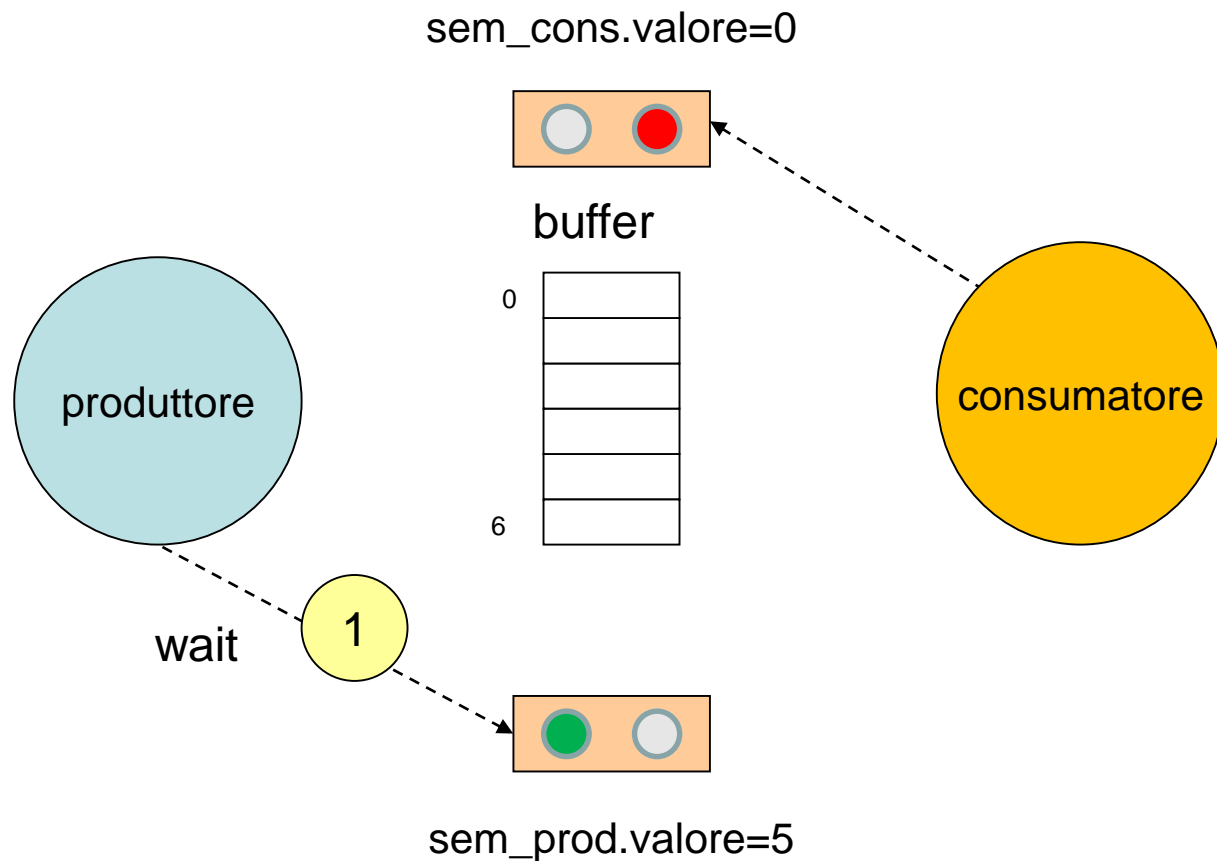 sem_cons.valore=0
buffer
0
produttore
consumatore
6
1
wait
sem_prod.valore=5